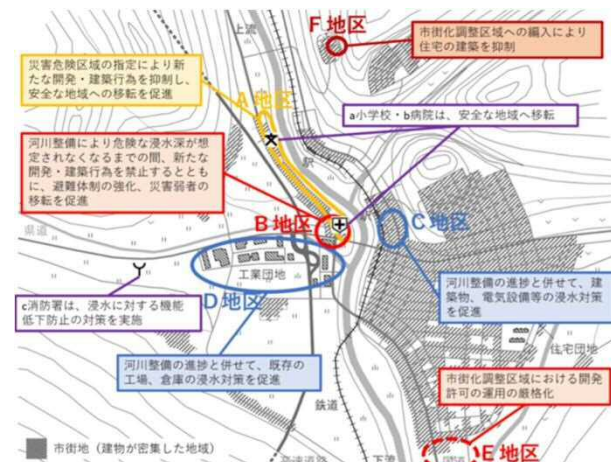 上流
F地区
市街化調整区域への編入により
住宅の建築を抑制
災害危険区域の指定により新
たな開発・建築行為を抑制し、
安全な地域への移転を促進
A地区
a小学校・b病院は、安全な地域へ移転
駅
河川整備により危険な浸水深が想
定されなくなるまでの間、新たな
開発・建築行為を禁止するととも
に、避難体制の強化、災害弱者の
移転を促進
B地区
C地区
県道
工業団地
D地区
河川整備の進捗と併せて、建
築物、電気設備等の浸水対策
を促進
c消防署は、浸水に対する機能
低下防止の対策を実施
住宅団地
河川整備の進捗と併せて、既存の
工場、倉庫の浸水対策を促進
市街化調整区域における開発
許可の運用の厳格化
鉄道
市街地（建物が密集した地域）
高速道路
下流
E地区